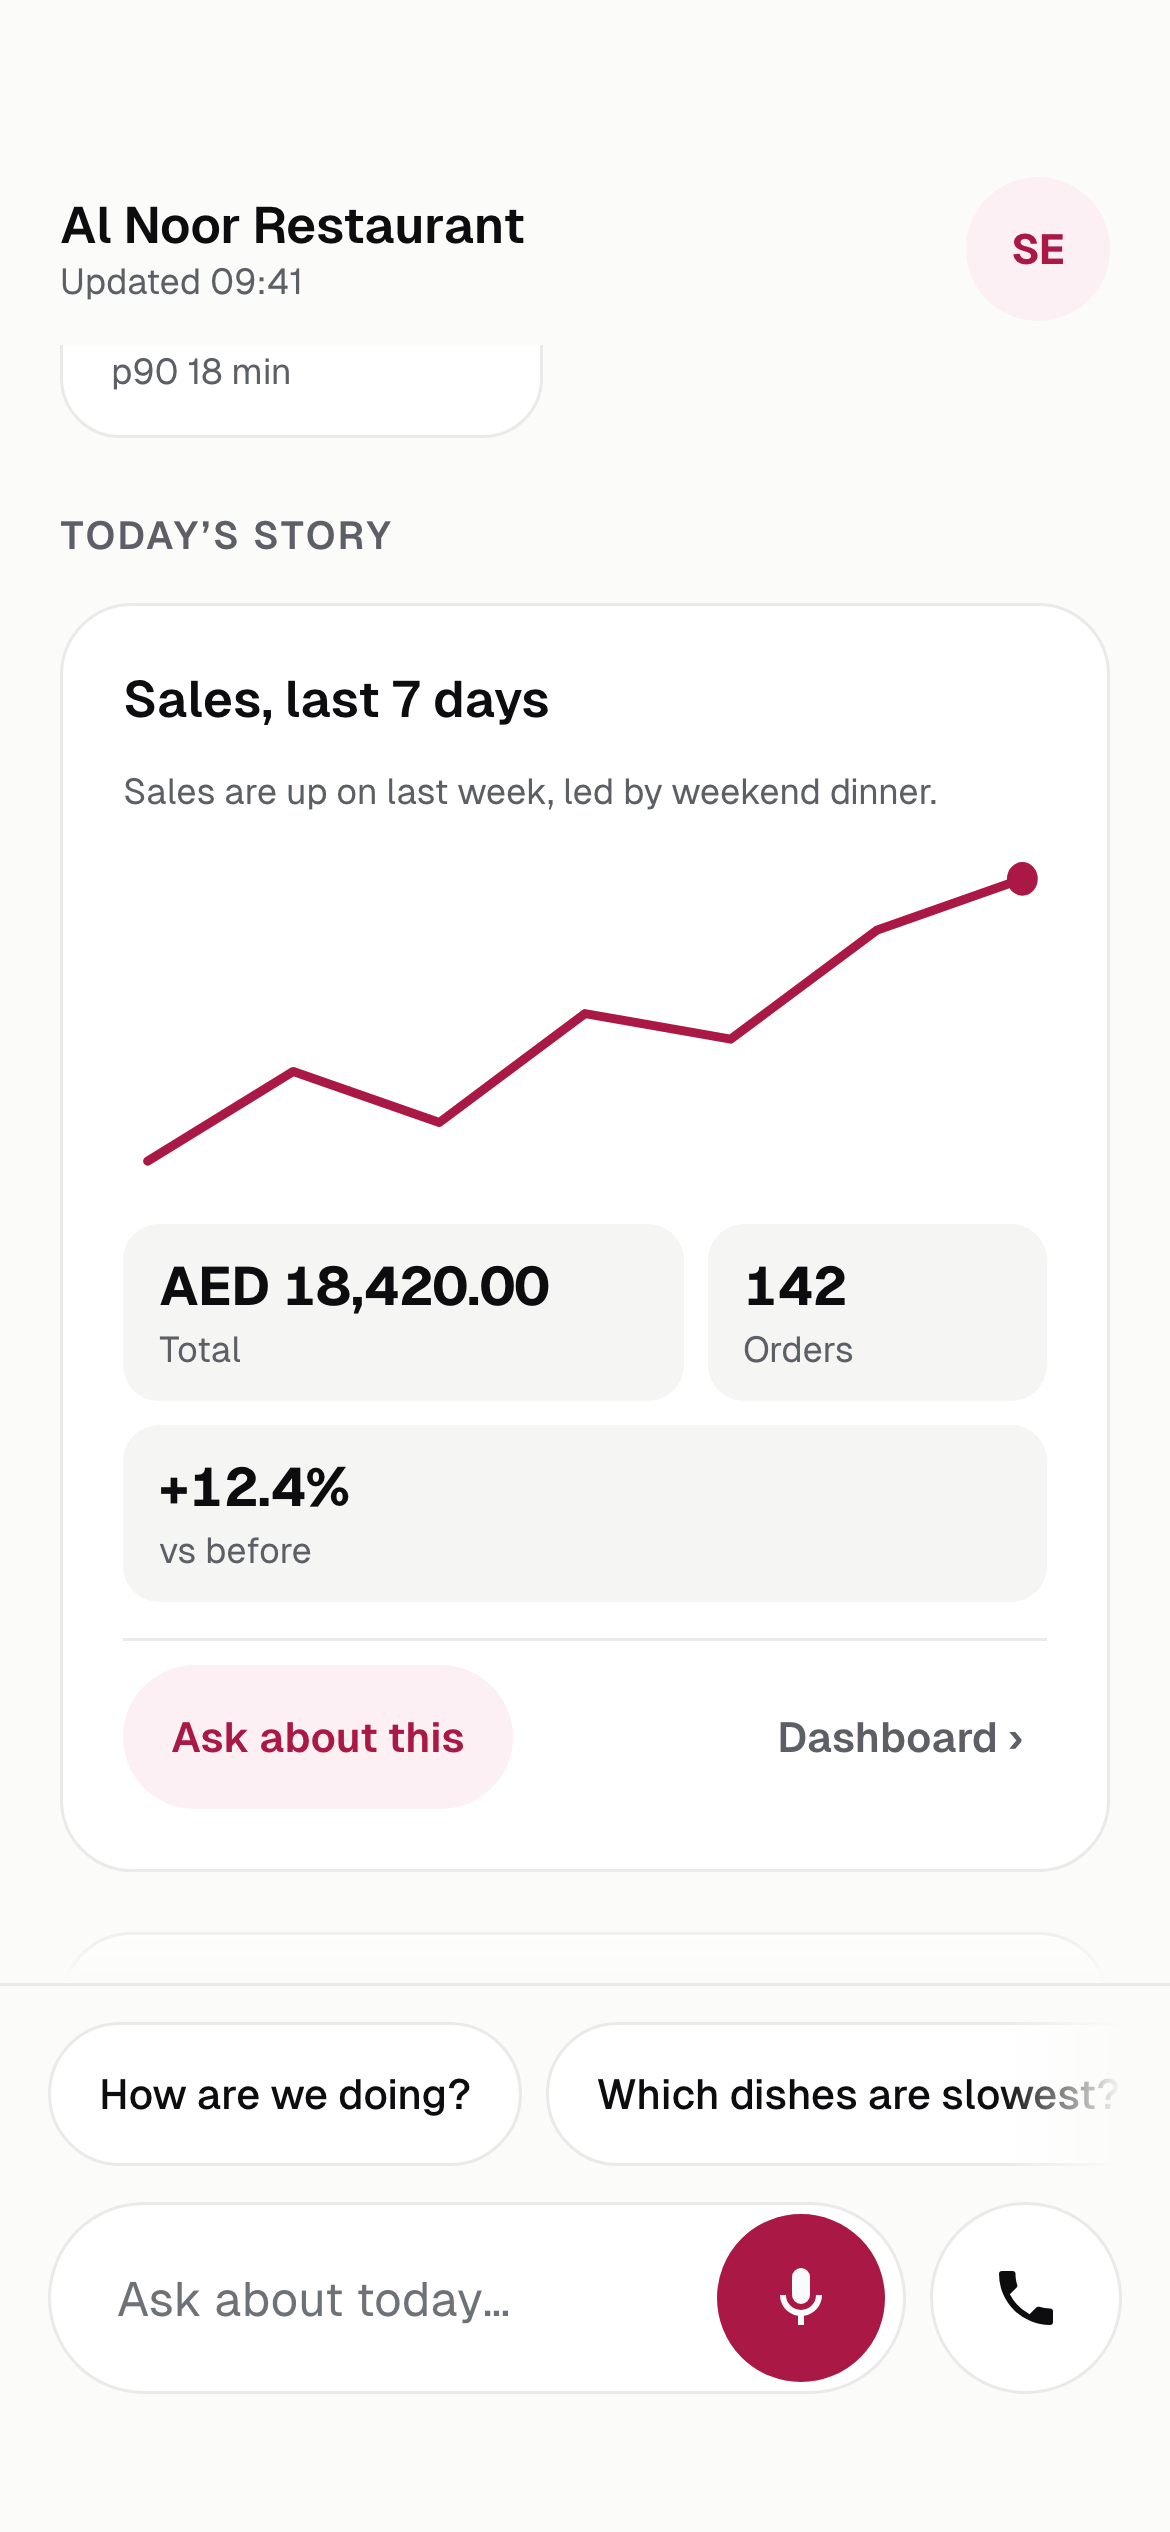 Al Noor Restaurant
Updated 09:41
SE
p90 18 min
TODAY’S STORY
Sales, last 7 days
Sales are up on last week, led by weekend dinner.
AED 18,420.00
Total
142
Orders
+12.4%
vs before
Ask about this
Dashboard ›
How are we doing?
Which dishes are slowest?
Ask about today…